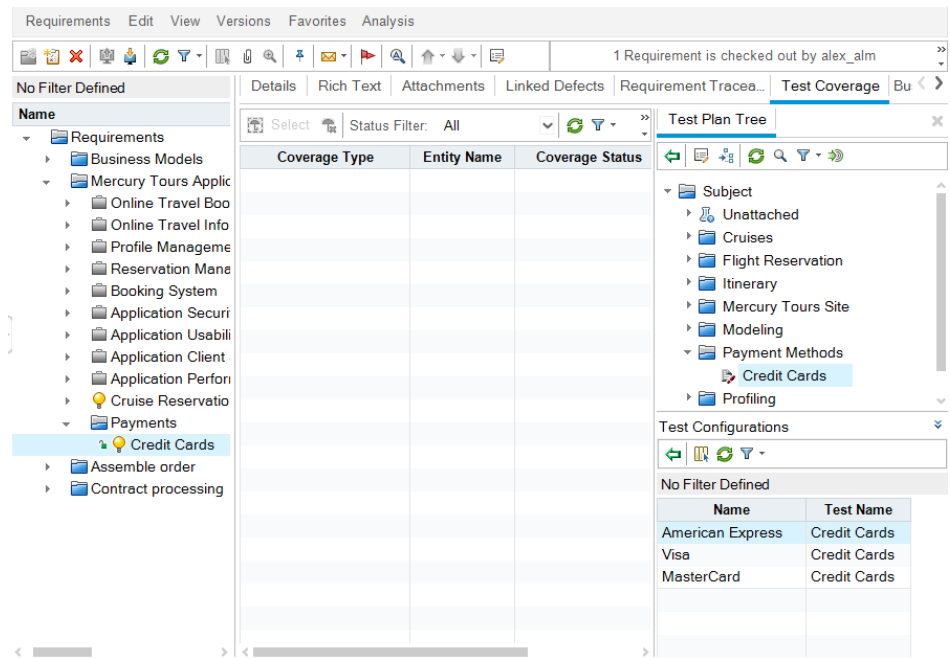 Requirements Edit View Versions Favorites Analysis
1 Requirement is checked out by alex_alm
No Filter Defined
Name
Requirements
Business Models
Mercury Tours Applic
Online Travel Boo
Online Travel Info
Profile Manageme
Reservation Mana
Booking System
Application Securi
Application Usabili
Application Client
Application Perfor
Cruise Reservatio
Payments
Credit Cards
Assemble order
Contract processing
Details Rich Text Attachments Linked Defects Requirement Tracea... Test Coverage Bu
Select Status Filter: All
Coverage Type Entity Name Coverage Status
Test Plan Tree
Subject
Unattached
Cruises
Flight Reservation
Itinerary
Mercury Tours Site
Modeling
Payment Methods
Credit Cards
Profiling
Test Configurations
No Filter Defined
Name Test Name
American Express Credit Cards
Visa Credit Cards
MasterCard Credit Cards